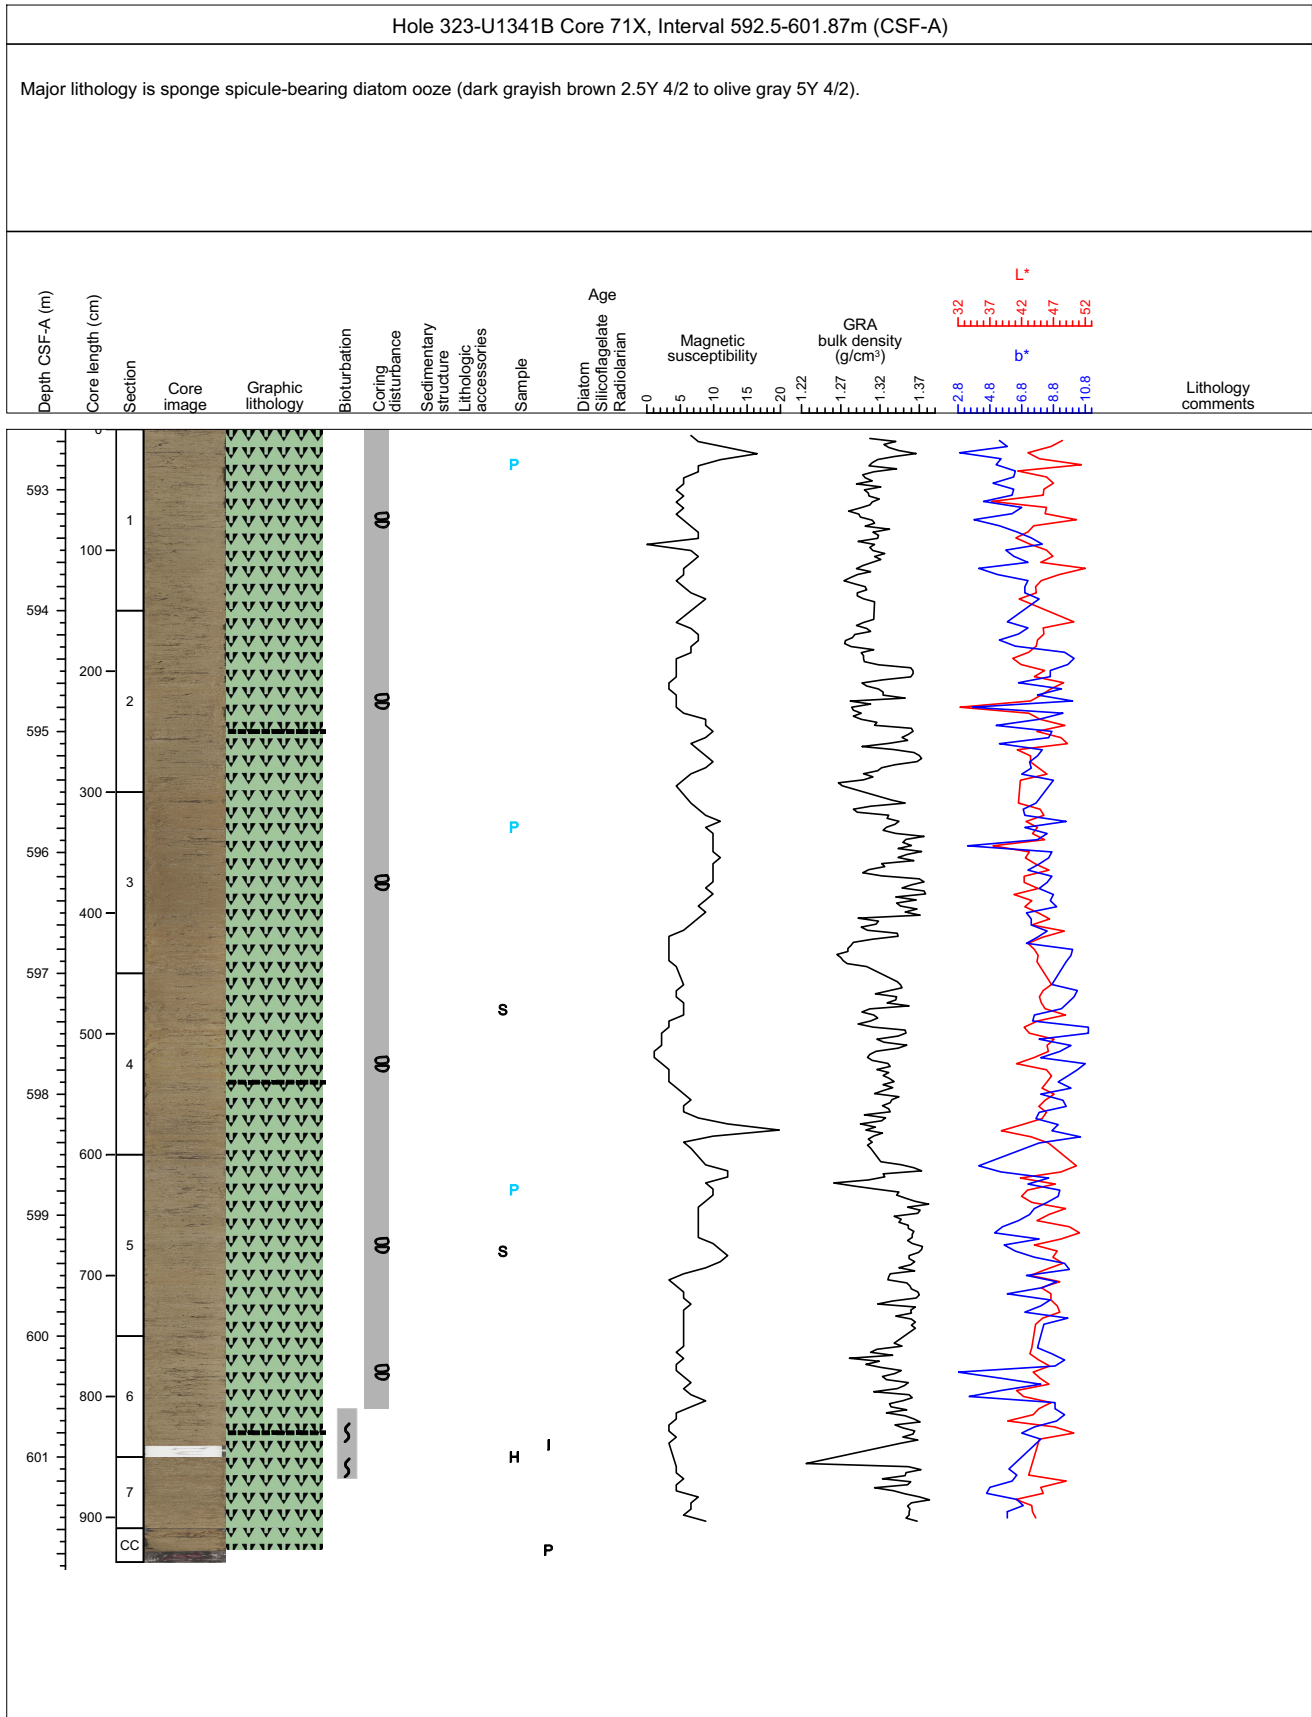 Hole 323-U1341B Core 71X, Interval 592.5-601.87m (CSF-A)
Major lithology is sponge spicule-bearing diatom ooze (dark grayish brown 2.5Y 4/2 to olive gray 5Y 4/2).
Depth CSF-A (m)
Core length (cm)
Section
Core
image
Graphic
lithology
Bioturbation
Coring
disturbance
Sedimentary
structure
Lithologic
accessories
Sample
Age
Diatom
Silicoflagelate
Radiolarian
Magnetic
susceptibility
0 5 10 15 20
GRA
bulk density
(g/cm³)
1.22 1.27 1.32 1.37
L*
32 37 42 47 52
b*
2.8 4.8 6.8 8.8 10.8
Lithology
comments
0
P
593
1
100
594
2
595
300
P
596
3
400
597
S
500
4
598
600
P
599
5
S
700
600
6
800
I
601
H
7
900
CC
P
200